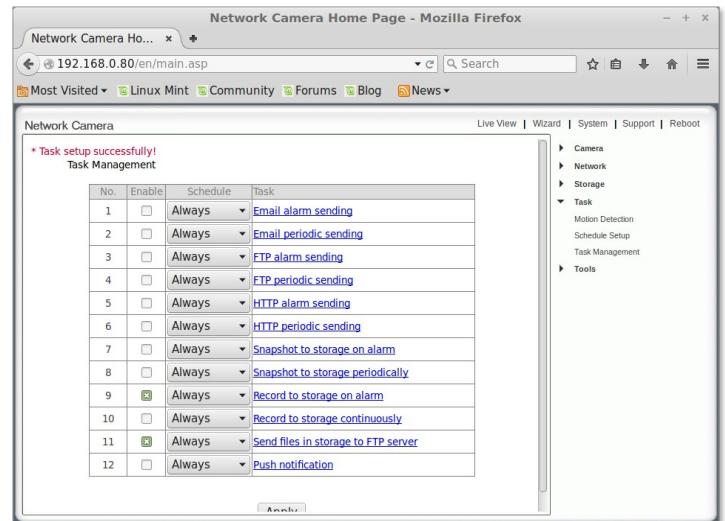 Network Camera Home Page - Mozilla Firefox
Network Camera Ho...
192.168.0.80/en/main.asp
Search
Most Visited
Linux Mint
Community
Forums
Blog
News
Network Camera
Live View | Wizard | System | Support | Reboot
* Task setup successfully!
Task Management
No. Enable Schedule Task
1 Always Email alarm sending
2 Always Email periodic sending
3 Always FTP alarm sending
4 Always FTP periodic sending
5 Always HTTP alarm sending
6 Always HTTP periodic sending
7 Always Snapshot to storage on alarm
8 Always Snapshot to storage periodically
9 Always Record to storage on alarm
10 Always Record to storage continuously
11 Always Send files in storage to FTP server
12 Always Push notification
Apply
Camera
Network
Storage
Task
Motion Detection
Schedule Setup
Task Management
Tools